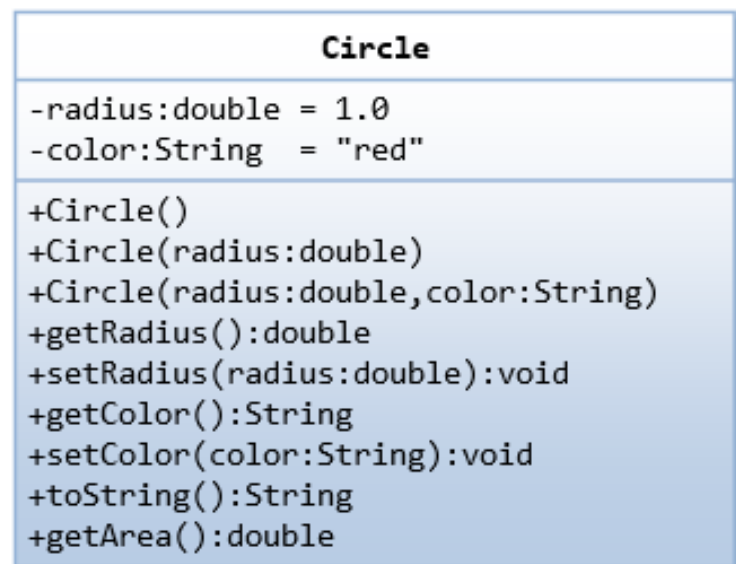 Circle
-radius:double = 1.0
-color:String  = "red"
+Circle()
+Circle(radius:double)
+Circle(radius:double,color:String)
+getRadius():double
+setRadius(radius:double):void
+getColor():String
+setColor(color:String):void
+toString():String
+getArea():double